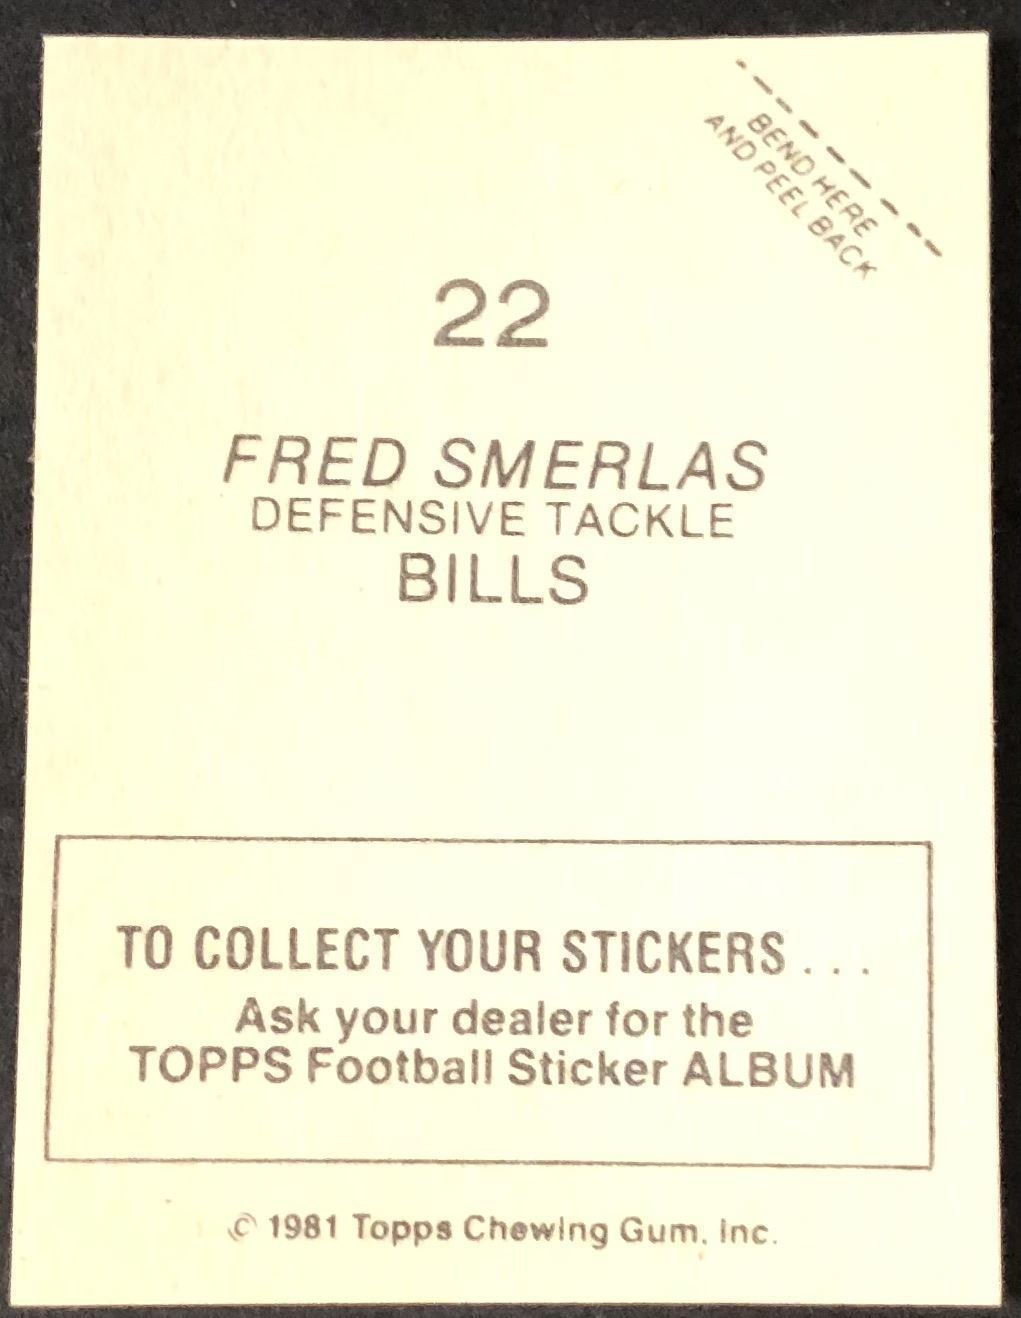 BEND HERE
AND PEEL BACK
22
FRED SMERLAS
DEFENSIVE TACKLE
BILLS
TO COLLECT YOUR STICKERS . . .
Ask your dealer for the
TOPPS Football Sticker ALBUM
© 1981 Topps Chewing Gum, Inc.